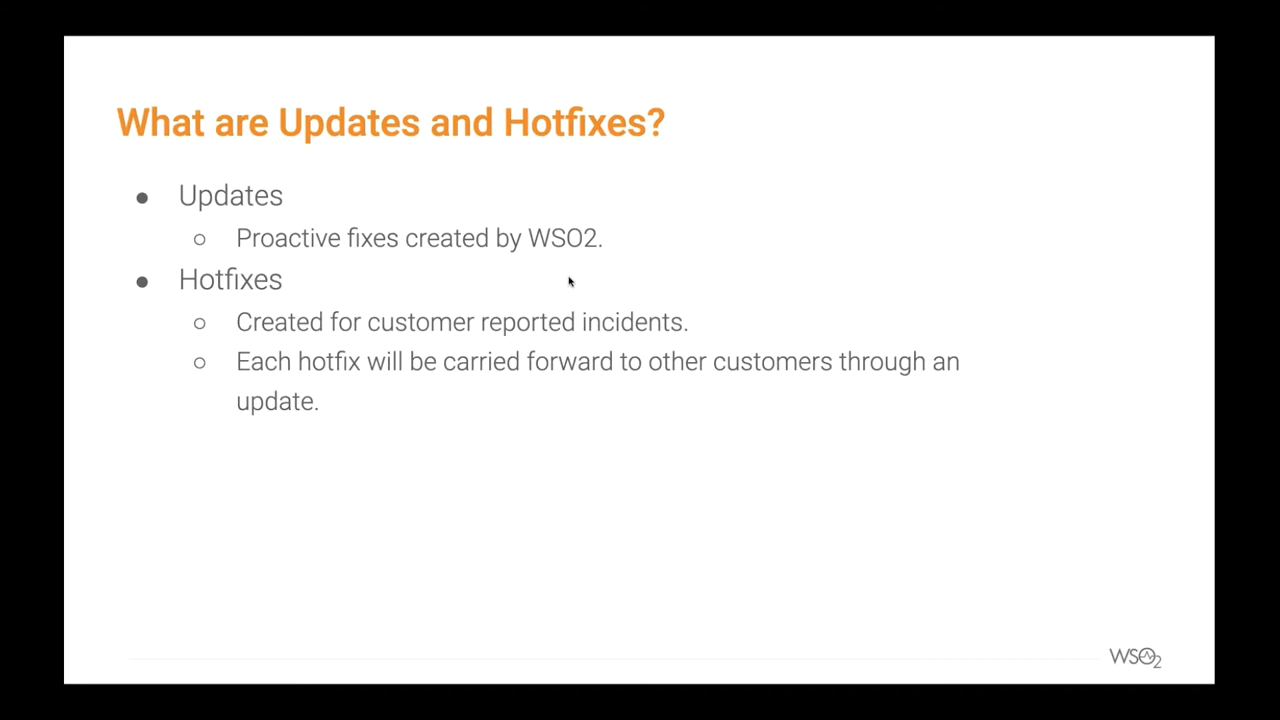 What are Updates and Hotfixes?
● Updates
○ Proactive fixes created by WSO2.
● Hotfixes
○ Created for customer reported incidents.
○ Each hotfix will be carried forward to other customers through an
update.
WSO2